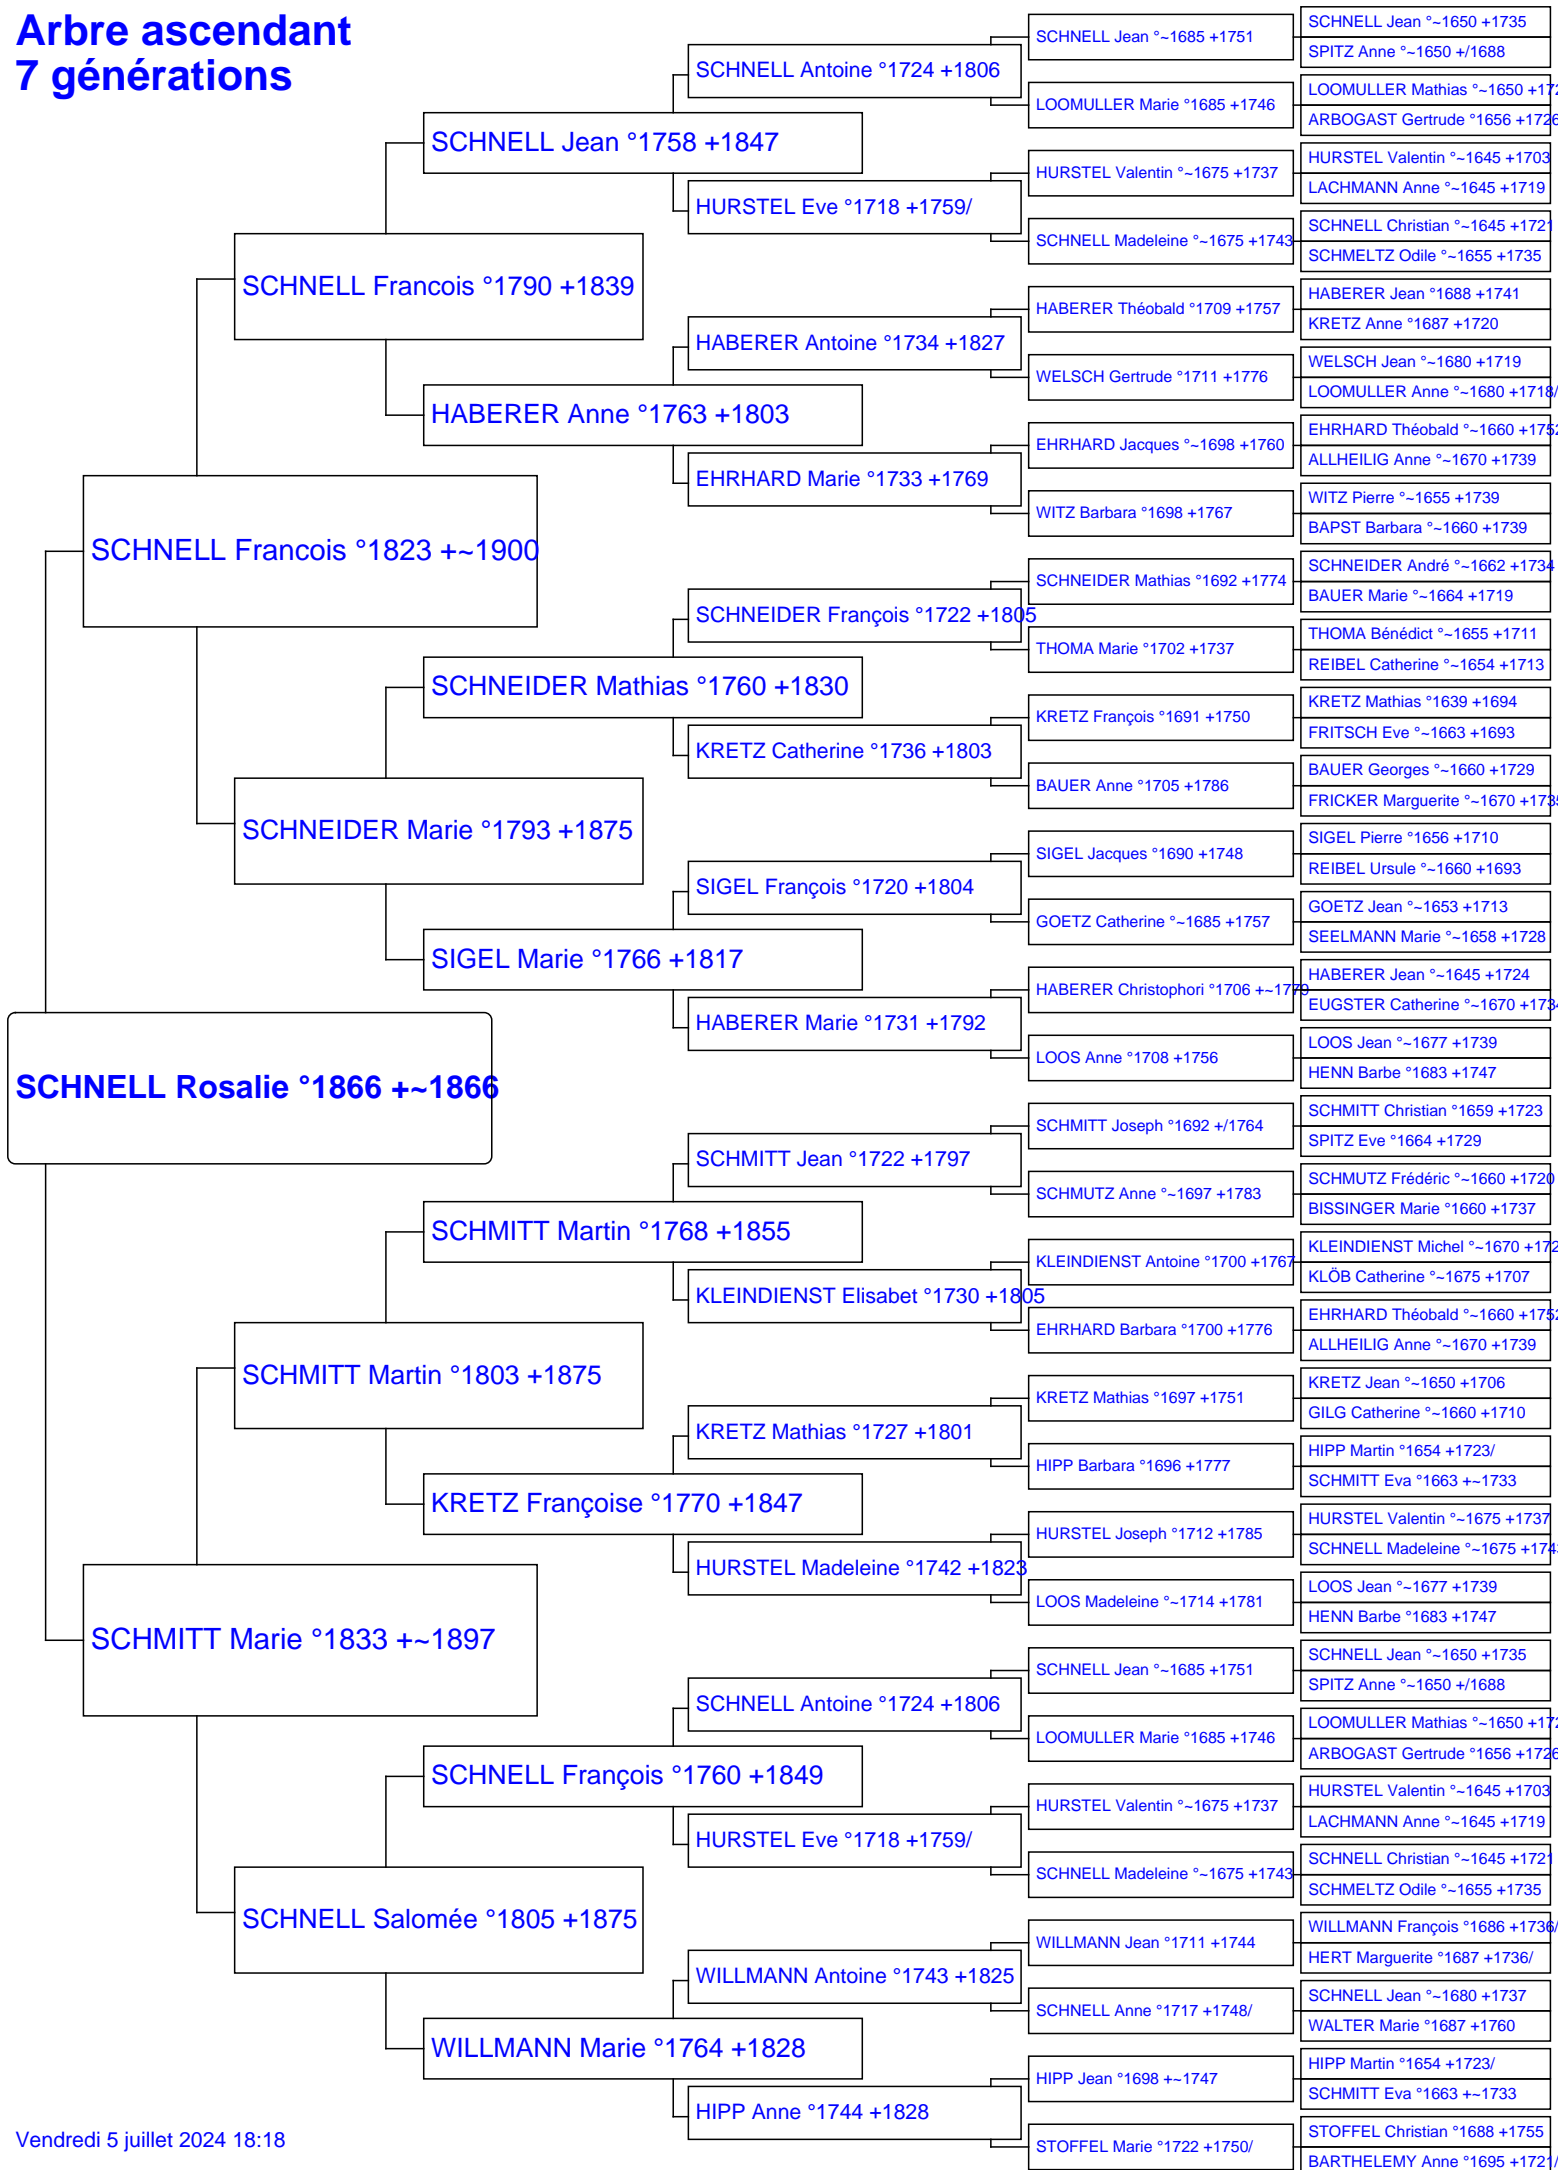 Arbre ascendant
7 générations
SCHNELL Rosalie °1866 +~1866
SCHNELL Francois °1823 +~1900
SCHMITT Marie °1833 +~1897
SCHNELL Francois °1790 +1839
SCHNEIDER Marie °1793 +1875
SCHMITT Martin °1803 +1875
SCHNELL Salomée °1805 +1875
SCHNELL Jean °1758 +1847
HABERER Anne °1763 +1803
SCHNEIDER Mathias °1760 +1830
SIGEL Marie °1766 +1817
SCHMITT Martin °1768 +1855
KRETZ Françoise °1770 +1847
SCHNELL François °1760 +1849
WILLMANN Marie °1764 +1828
SCHNELL Antoine °1724 +1806
HURSTEL Eve °1718 +1759/
HABERER Antoine °1734 +1827
EHRHARD Marie °1733 +1769
SCHNEIDER François °1722 +1805
KRETZ Catherine °1736 +1803
SIGEL François °1720 +1804
HABERER Marie °1731 +1792
SCHMITT Jean °1722 +1797
KLEINDIENST Elisabet °1730 +1805
KRETZ Mathias °1727 +1801
HURSTEL Madeleine °1742 +1823
SCHNELL Antoine °1724 +1806
HURSTEL Eve °1718 +1759/
WILLMANN Antoine °1743 +1825
HIPP Anne °1744 +1828
SCHNELL Jean °~1685 +1751
LOOMULLER Marie °1685 +1746
HURSTEL Valentin °~1675 +1737
SCHNELL Madeleine °~1675 +1743
HABERER Théobald °1709 +1757
WELSCH Gertrude °1711 +1776
EHRHARD Jacques °~1698 +1760
WITZ Barbara °1698 +1767
SCHNEIDER Mathias °1692 +1774
THOMA Marie °1702 +1737
KRETZ François °1691 +1750
BAUER Anne °1705 +1786
SIGEL Jacques °1690 +1748
GOETZ Catherine °~1685 +1757
HABERER Christophori °1706 +~1779
LOOS Anne °1708 +1756
SCHMITT Joseph °1692 +/1764
SCHMUTZ Anne °~1697 +1783
KLEINDIENST Antoine °1700 +1767
EHRHARD Barbara °1700 +1776
KRETZ Mathias °1697 +1751
HIPP Barbara °1696 +1777
HURSTEL Joseph °1712 +1785
LOOS Madeleine °~1714 +1781
SCHNELL Jean °~1685 +1751
LOOMULLER Marie °1685 +1746
HURSTEL Valentin °~1675 +1737
SCHNELL Madeleine °~1675 +1743
WILLMANN Jean °1711 +1744
SCHNELL Anne °1717 +1748/
HIPP Jean °1698 +~1747
STOFFEL Marie °1722 +1750/
SCHNELL Jean °~1650 +1735
SPITZ Anne °~1650 +/1688
LOOMULLER Mathias °~1650
ARBOGAST Gertrude °1656 +1726
HURSTEL Valentin °~1645 +1703
LACHMANN Anne °~1645 +1719
SCHNELL Christian °~1645 +1721
SCHMELTZ Odile °~1655 +1735
HABERER Jean °1688 +1741
KRETZ Anne °1687 +1720
WELSCH Jean °~1680 +1719
LOOMULLER Anne °~1680 +1718/
EHRHARD Théobald °~1660 +1752
ALLHEILIG Anne °~1670 +1739
WITZ Pierre °~1655 +1739
BAPST Barbara °~1660 +1739
SCHNEIDER André °~1662 +1734
BAUER Marie °~1664 +1719
THOMA Bénédict °~1655 +1711
REIBEL Catherine °~1654 +1713
KRETZ Mathias °1639 +1694
FRITSCH Eve °~1663 +1693
BAUER Georges °~1660 +1729
FRICKER Marguerite °~1670 +1735
SIGEL Pierre °1656 +1710
REIBEL Ursule °~1660 +1693
GOETZ Jean °~1653 +1713
SEELMANN Marie °~1658 +1728
HABERER Jean °~1645 +1724
EUGSTER Catherine °~1670 +1734
LOOS Jean °~1677 +1739
HENN Barbe °1683 +1747
SCHMITT Christian °1659 +1723
SPITZ Eve °1664 +1729
SCHMUTZ Frédéric °~1660 +1720
BISSINGER Marie °1660 +1737
KLEINDIENST Michel °~1670
KLÖB Catherine °~1675 +1707
EHRHARD Théobald °~1660 +1752
ALLHEILIG Anne °~1670 +1739
KRETZ Jean °~1650 +1706
GILG Catherine °~1660 +1710
HIPP Martin °1654 +1723/
SCHMITT Eva °1663 +~1733
HURSTEL Valentin °~1675 +1737
SCHNELL Madeleine °~1675 +1743
LOOS Jean °~1677 +1739
HENN Barbe °1683 +1747
SCHNELL Jean °~1650 +1735
SPITZ Anne °~1650 +/1688
LOOMULLER Mathias °~1650
ARBOGAST Gertrude °1656 +1726
HURSTEL Valentin °~1645 +1703
LACHMANN Anne °~1645 +1719
SCHNELL Christian °~1645 +1721
SCHMELTZ Odile °~1655 +1735
WILLMANN François °1686 +1736/
HERT Marguerite °1687 +1736/
SCHNELL Jean °~1680 +1737
WALTER Marie °1687 +1760
HIPP Martin °1654 +1723/
SCHMITT Eva °1663 +~1733
STOFFEL Christian °1688 +1755
BARTHELEMY Anne °1695 +1721/
Vendredi 5 juillet 2024 18:18